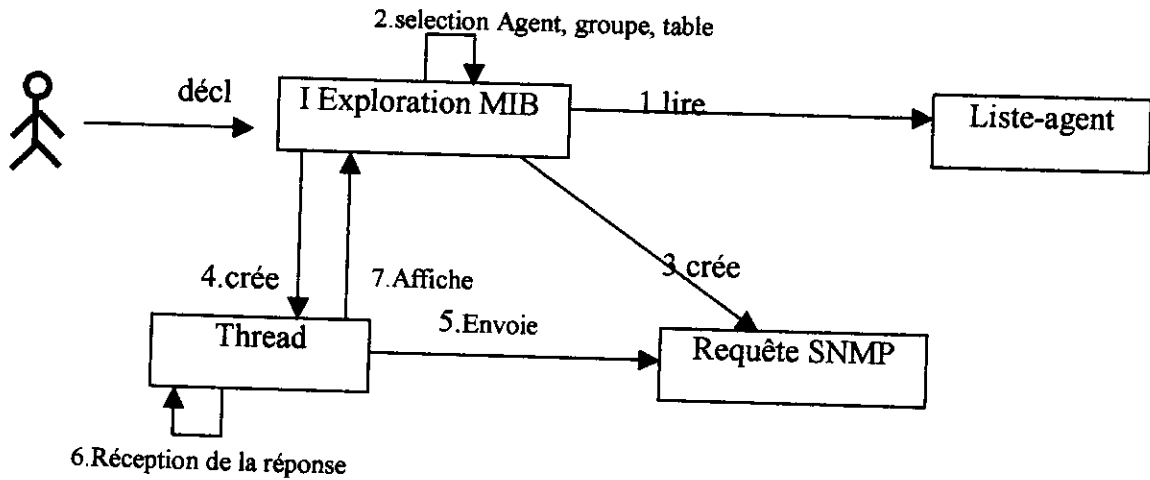 2.selection Agent, groupe, table
décl
I Exploration MIB
1.lire
Liste-agent
4.crée
7.Affiche
3.crée
Thread
5.Envoie
Requête SNMP
6.Réception de la réponse